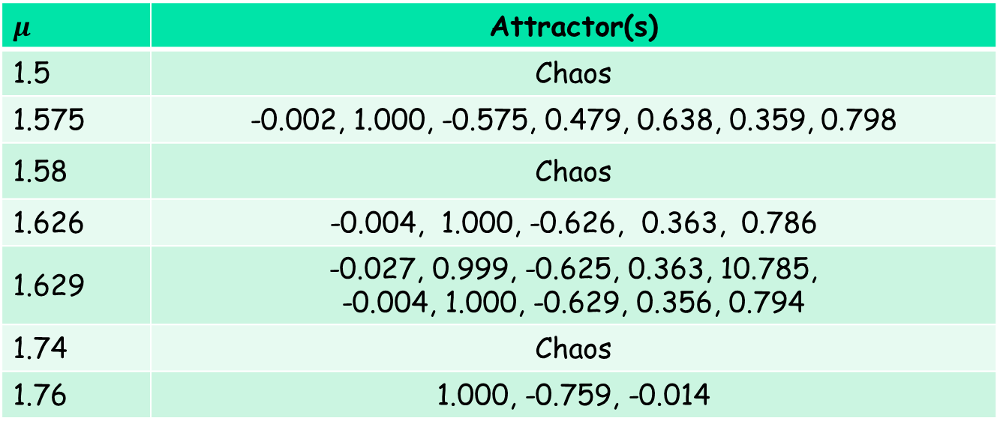 μ Attractor(s)
1.5 Chaos
1.575 -0.002, 1.000, -0.575, 0.479, 0.638, 0.359, 0.798
1.58 Chaos
1.626 -0.004, 1.000, -0.626, 0.363, 0.786
1.629 -0.027, 0.999, -0.625, 0.363, 10.785,
-0.004, 1.000, -0.629, 0.356, 0.794
1.74 Chaos
1.76 1.000, -0.759, -0.014